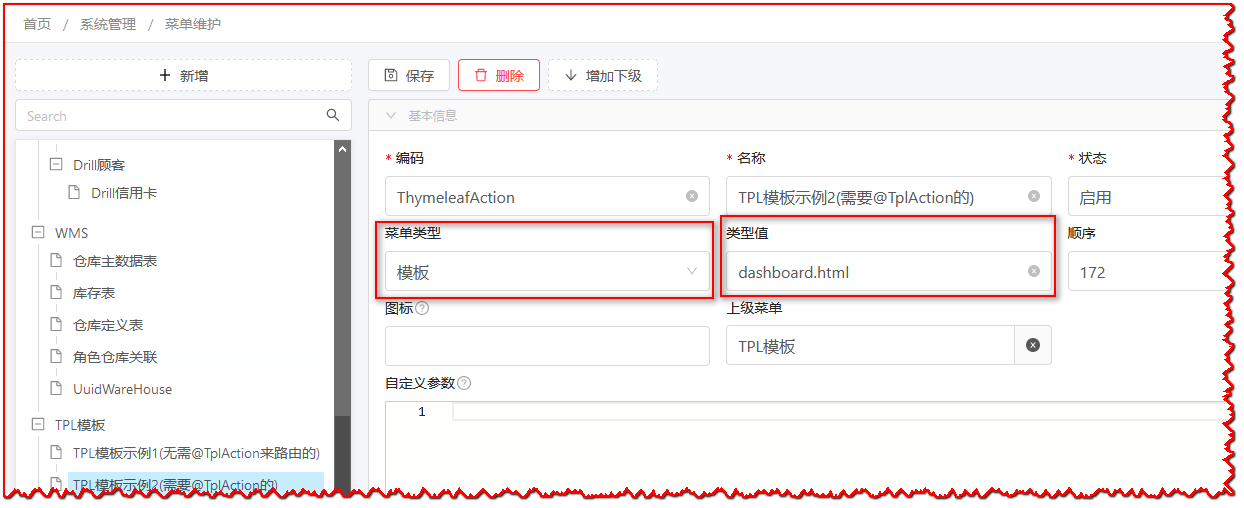 首页 / 系统管理 / 菜单维护
新增
Search
Drill顾客
Drill信用卡
WMS
仓库主数据表
库存表
仓库定义表
角色仓库关联
UuidWareHouse
TPL模板
TPL模板示例1(无需@TplAction来路由的)
TPL模板示例2(需要@TplAction的)
保存 删除 增加下级
基本信息
* 编码 * 名称 * 状态
ThymeleafAction TPL模板示例2(需要@TplAction的) 启用
菜单类型 类型值 顺序
模板 dashboard.html 172
图标 ? 上级菜单
TPL模板
自定义参数 ?
1